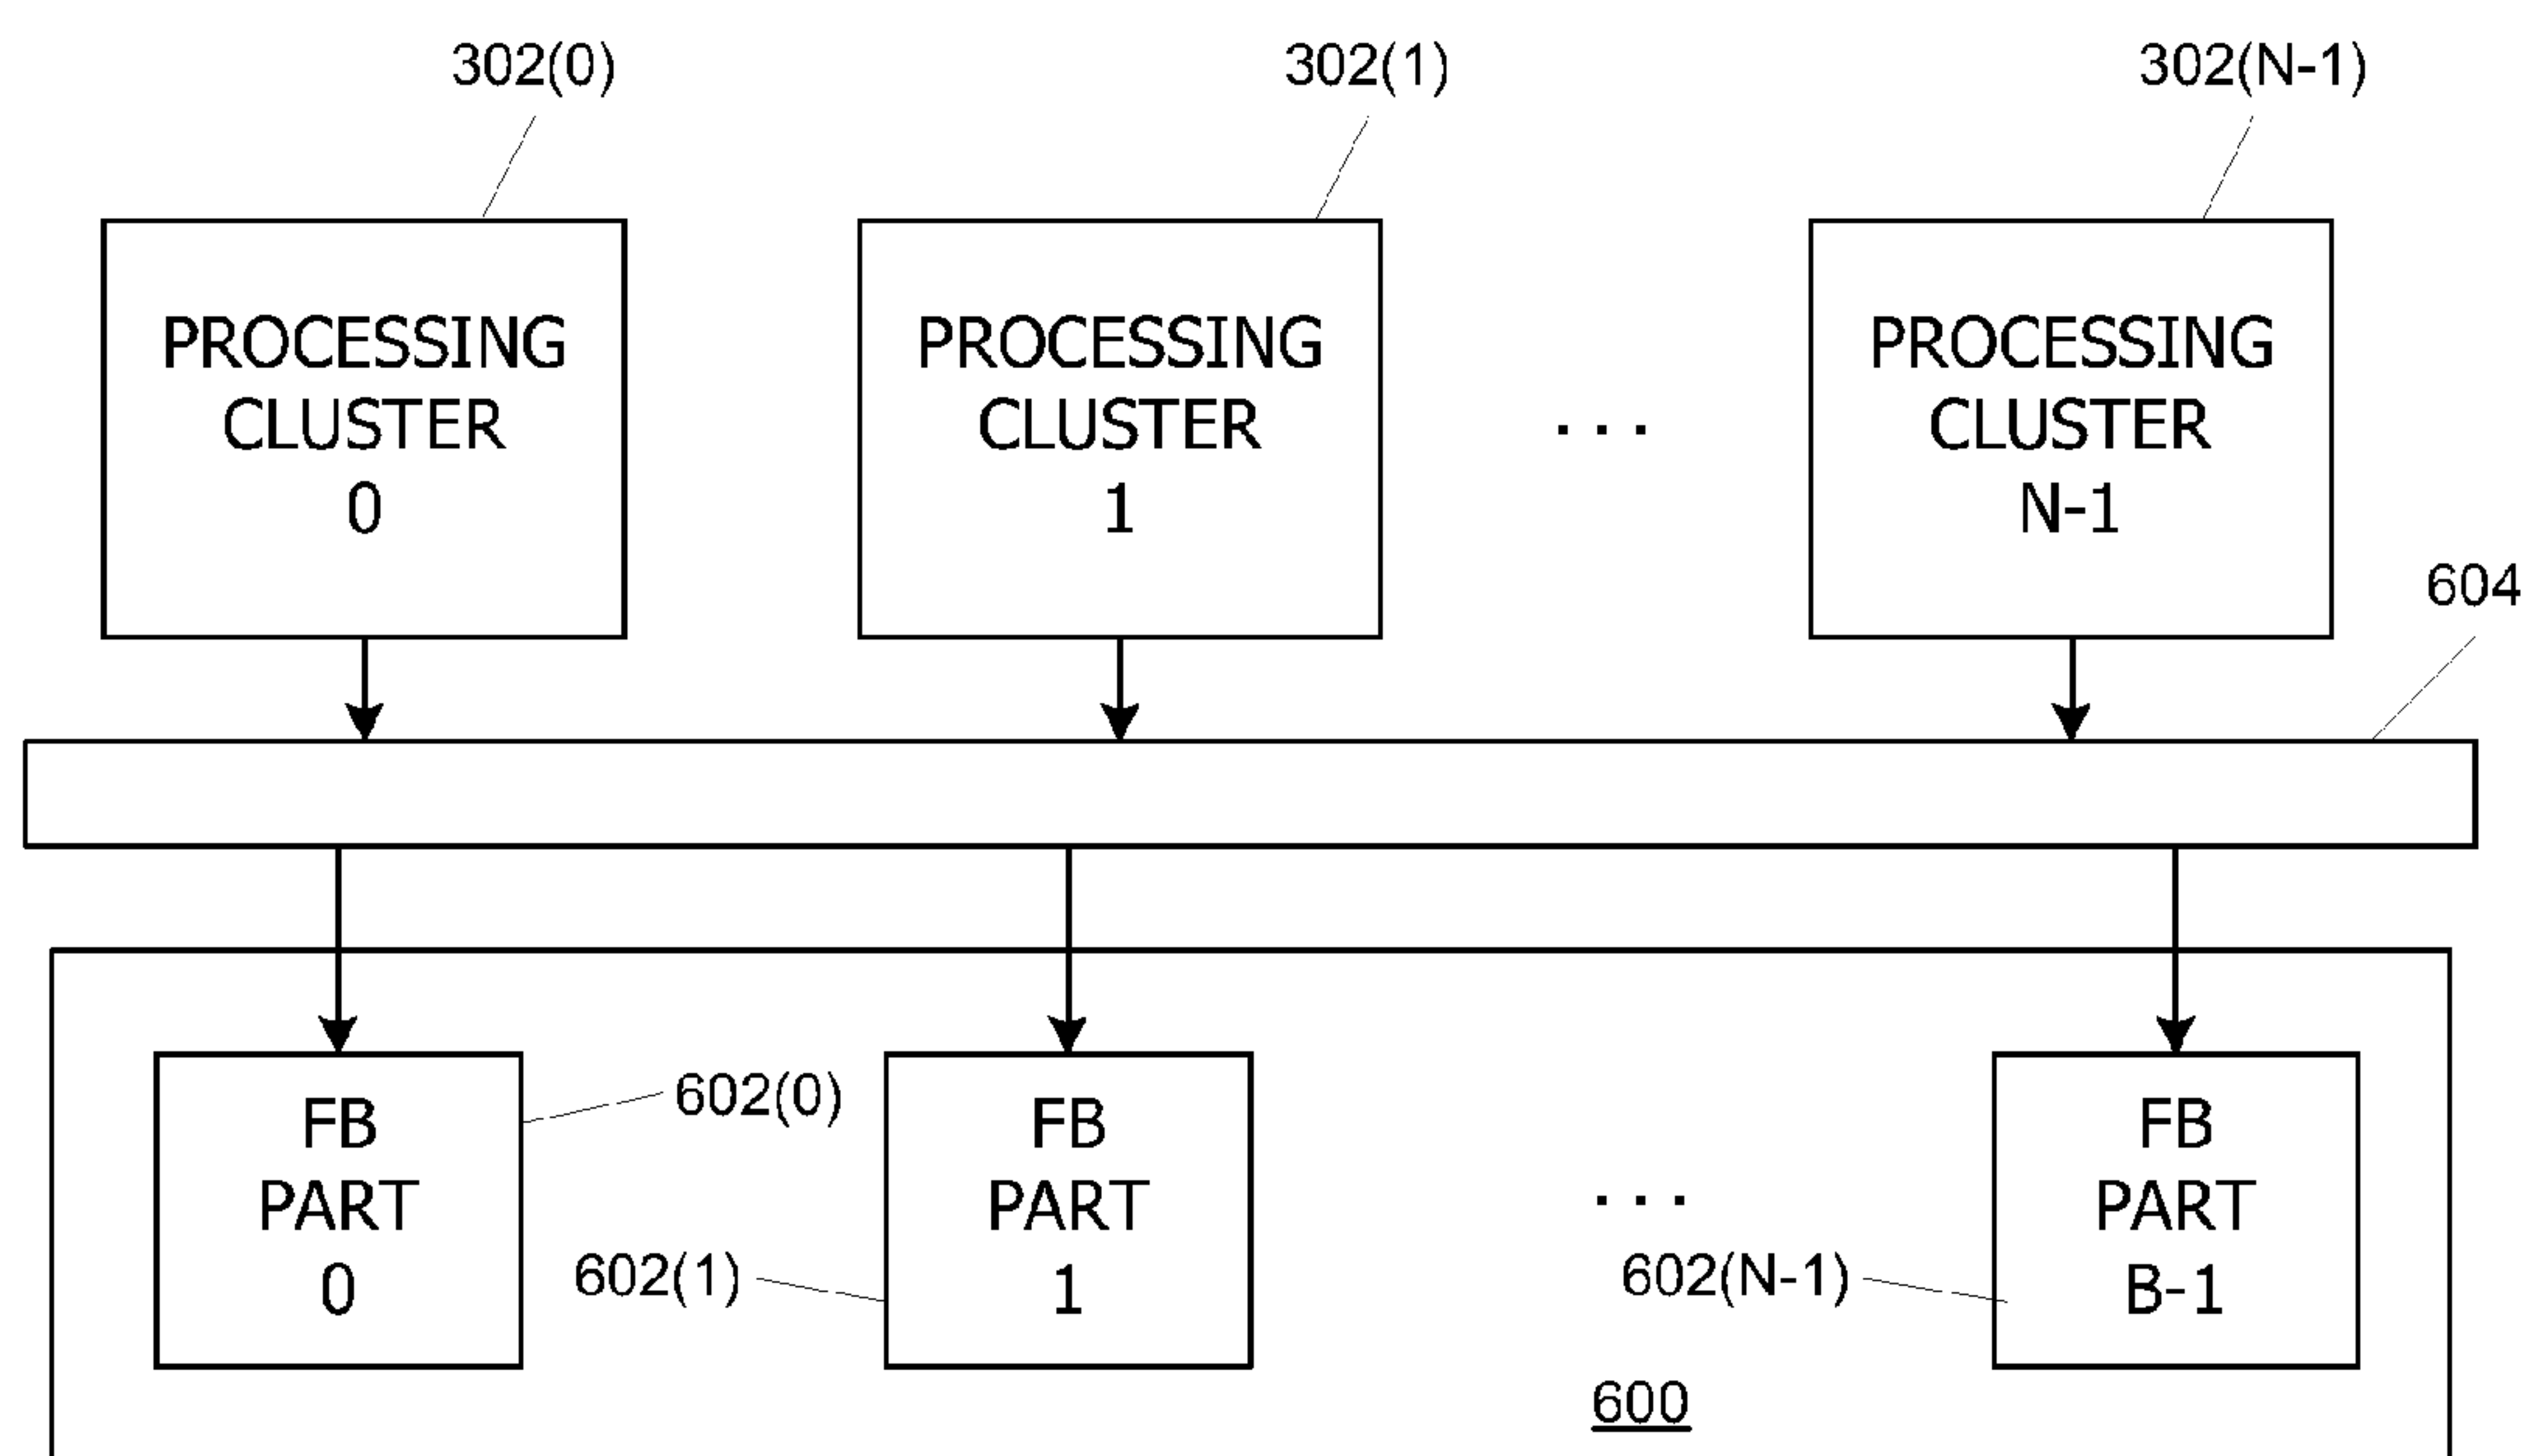 302(0)
302(1)
302(N-1)
PROCESSING
CLUSTER
0
PROCESSING
CLUSTER
1
. . .
PROCESSING
CLUSTER
N-1
604
FB
PART
0
602(0)
FB
PART
1
602(1)
. . .
602(N-1)
FB
PART
B-1
600